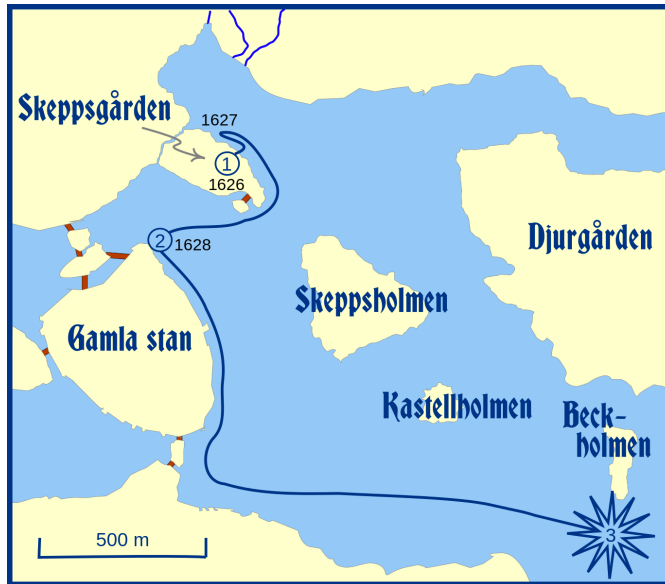 Skeppsgården
1627
1
1626
2
1628
Djurgården
Skeppsholmen
Gamla stan
Kastellholmen
Beck-
holmen
3
500 m